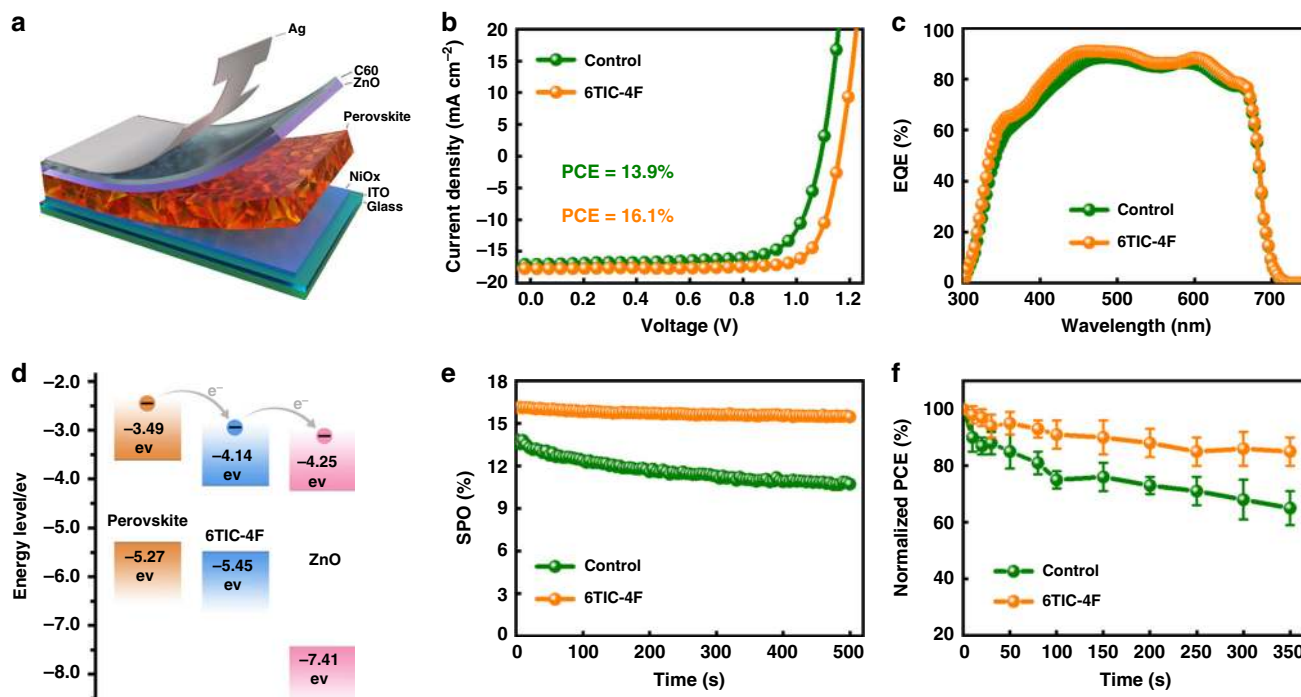 a
Ag
C60
ZnO
Perovskite
NiOx
ITO
Glass
b
20
15
10
5
0
−5
−10
−15
−20
Current density (mA cm−2)
Control
6TIC-4F
PCE = 13.9%
PCE = 16.1%
0.0 0.2 0.4 0.6 0.8 1.0 1.2
Voltage (V)
c
100
80
60
40
20
0
EQE (%)
Control
6TIC-4F
300 400 500 600 700
Wavelength (nm)
d
−2.0
−3.0
−4.0
−5.0
−6.0
−7.0
−8.0
Energy level/ev
e−
e−
−3.49
ev
−4.14
ev
−4.25
ev
Perovskite
6TIC-4F
ZnO
−5.27
ev
−5.45
ev
−7.41
ev
e
18
15
12
9
6
3
0
SPO (%)
Control
6TIC-4F
0 100 200 300 400 500
Time (s)
f
100
80
60
40
20
Normalized PCE (%)
Control
6TIC-4F
0 50 100 150 200 250 300 350
Time (s)